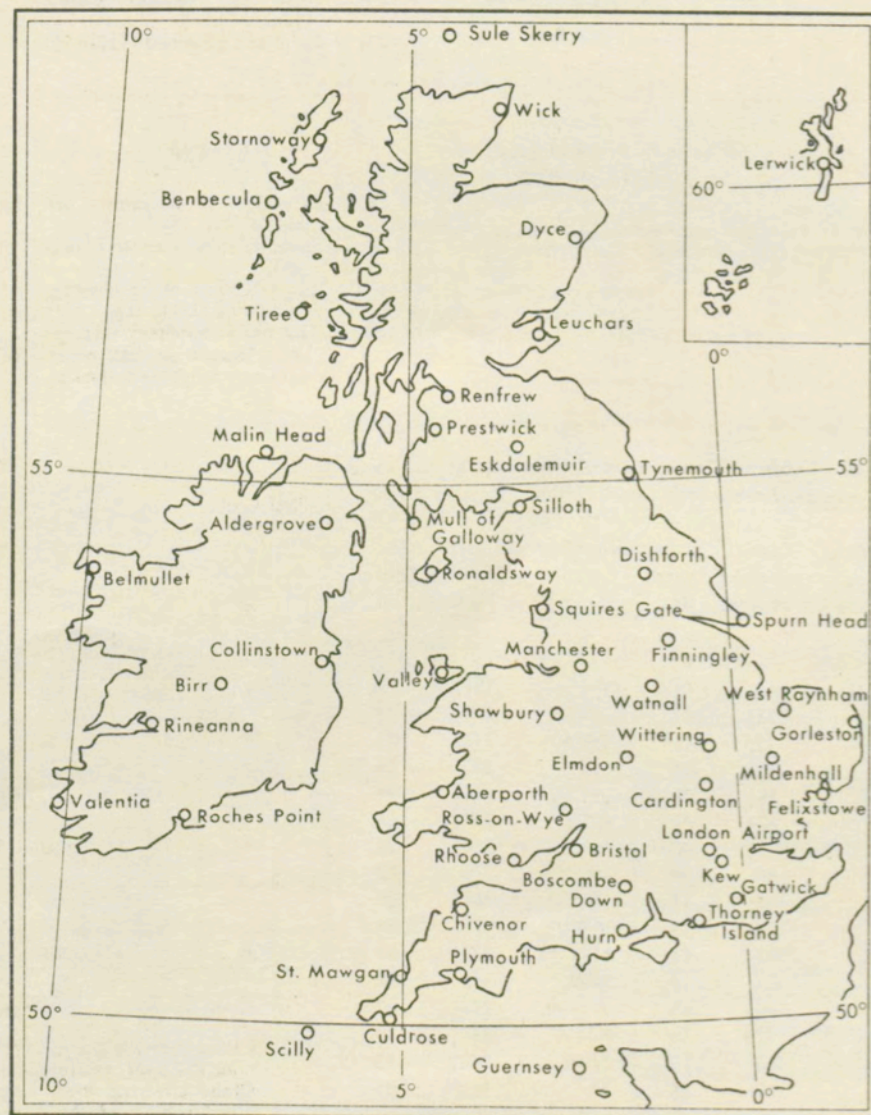 10°
5°
Sule Skerry
Wick
Stornoway
Lerwick
60°
Benbecula
Dyce
Tiree
Leuchars
0°
Renfrew
Prestwick
Malin Head
Eskdalemuir
Tynemouth
55°
55°
Aldergrove
Mull of
Galloway
Silloth
Dishforth
Belmullet
Ronaldsway
Squires Gate
Spurn Head
Collinstown
Manchester
Finningley
Birr
Valley
Watnall
West Raynham
Rineanna
Shawbury
Wittering
Gorleston
Elmdon
Mildenhall
Valentia
Aberporth
Cardington
Felixstowe
Roches Point
Ross-on-Wye
London Airport
Rhoose
Bristol
Kew
Boscombe
Down
Gatwick
Chivenor
Hurn
Thorney
Island
St. Mawgan
Plymouth
50°
50°
Scilly
Culdrose
Guernsey
10°
5°
0°